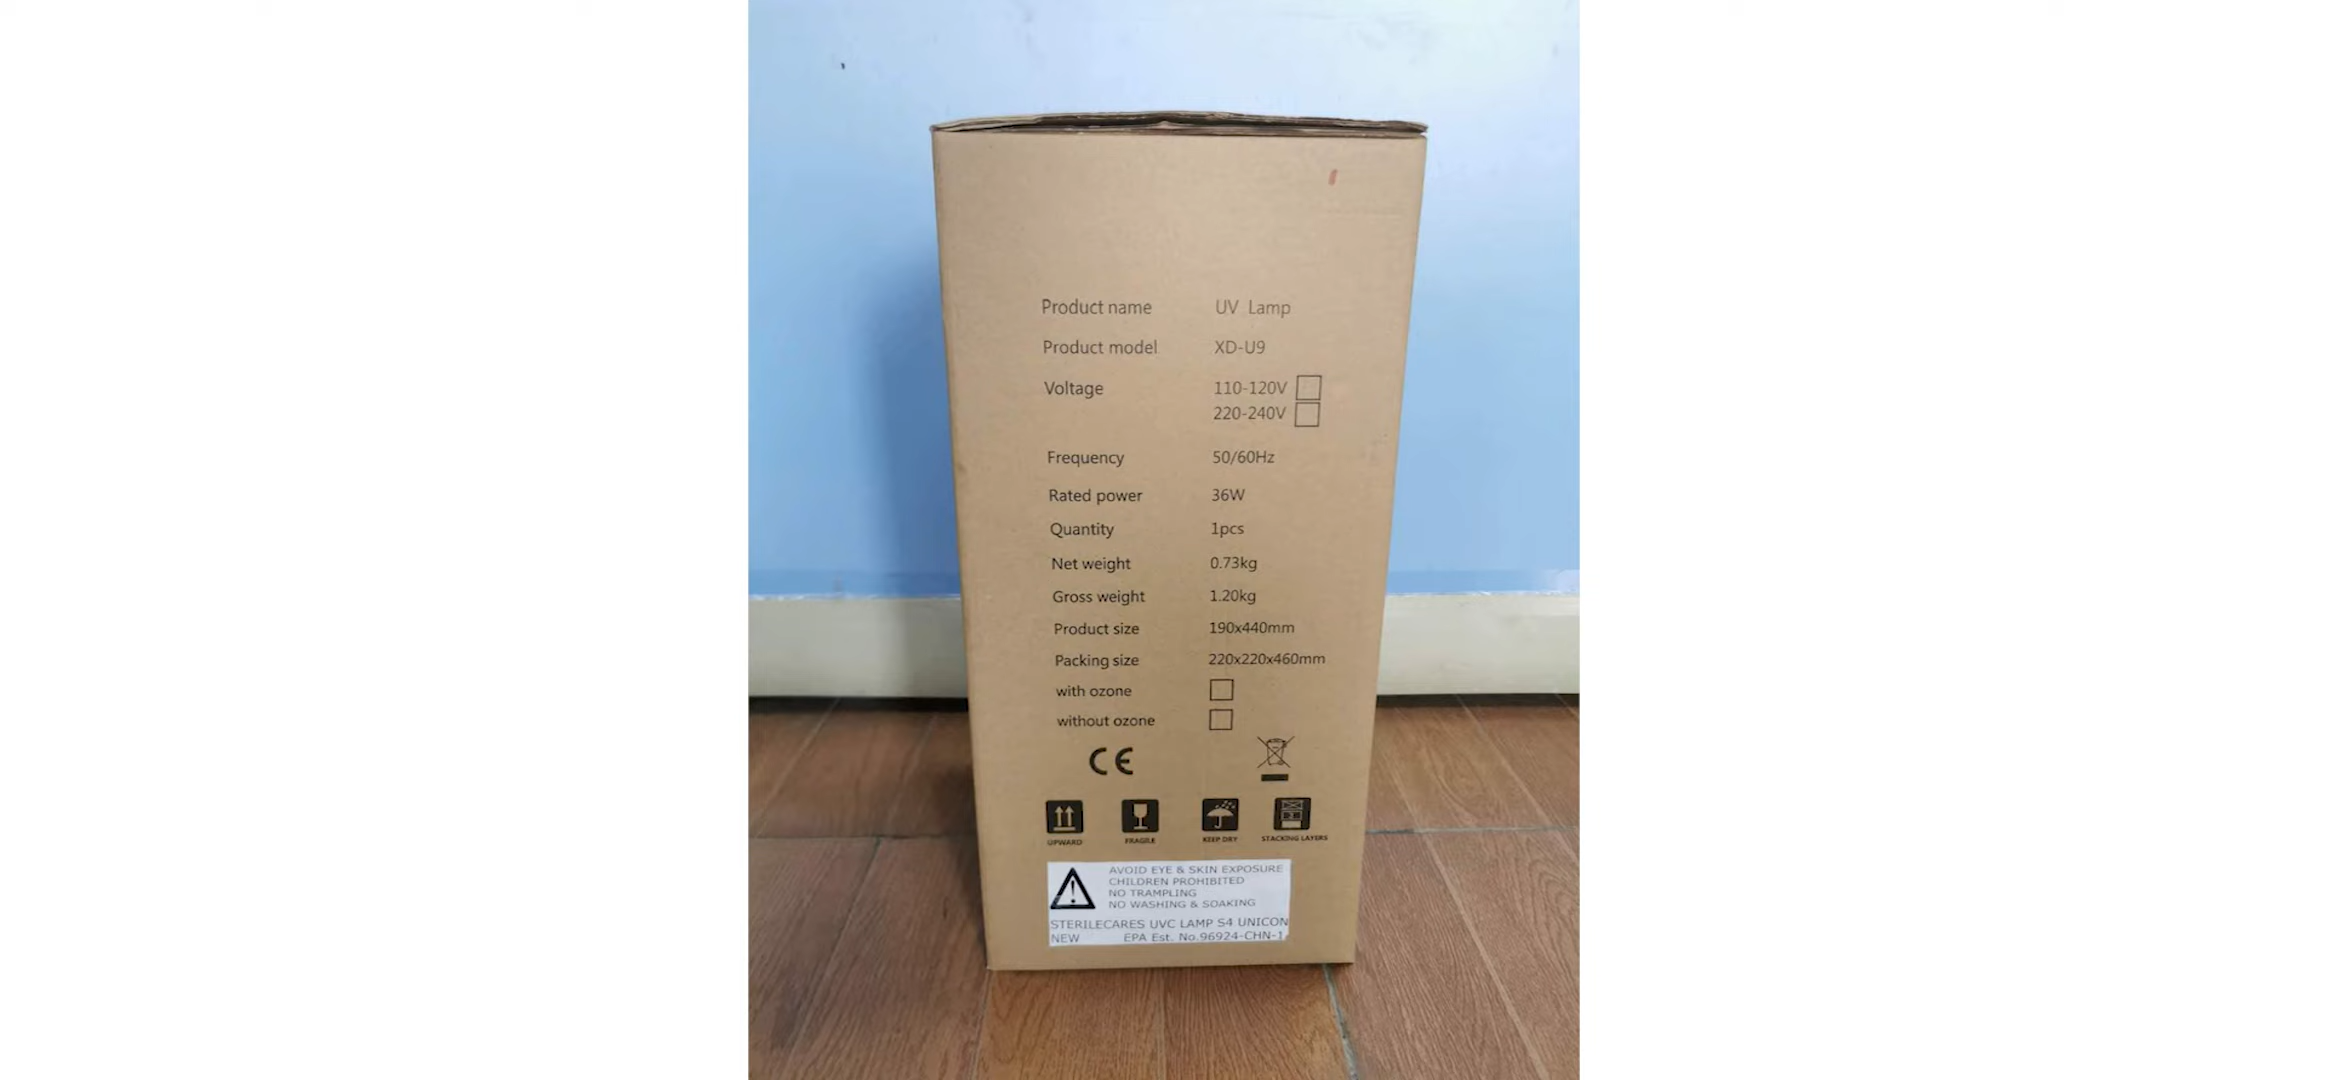 Product name UV Lamp
Product model XD-U9
Voltage 110-120V
220-240V
Frequency 50/60Hz
Rated power 36W
Quantity 1pcs
Net weight 0.73kg
Gross weight 1.20kg
Product size 190x440mm
Packing size 220x220x460mm
with ozone
without ozone
CE
UPWARD FRAGILE KEEP DRY STACKING LAYERS
AVOID EYE & SKIN EXPOSURE
CHILDREN PROHIBITED
NO TRAMPLING
NO WASHING & SOAKING
STERILECARES UVC LAMP S4 UNICON
NEW EPA Est. No.96924-CHN-1